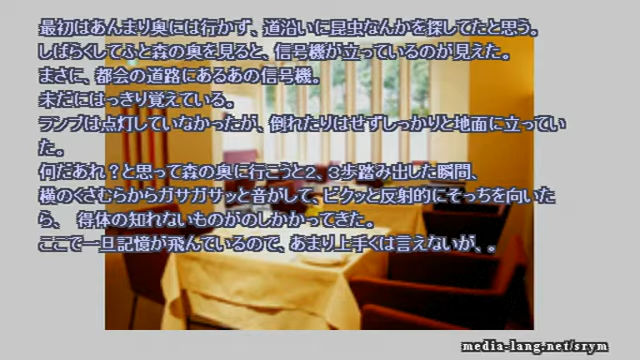 最初はあんまり奥には行かず、道沿いに昆虫なんかを探してたと思う。
しばらくしてふと森の奥を見ると、信号機が立っているのが見えた。
まさに、都会の道路にあるあの信号機。
未だにはっきり覚えている。
ランプは点灯していなかったが、倒れたりはせずしっかりと地面に立ってい
た。
何だあれ？と思って森の奥に行こうと２、３歩踏み出した瞬間、
横のくさむらからガサガサッと音がして、ビクッと反射的にそっちを向いた
ら、　得体の知れないものがのしかかってきた。
ここで一旦記憶が飛んでいるので、あまり上手くは言えないが、。
media-lang-net/srym